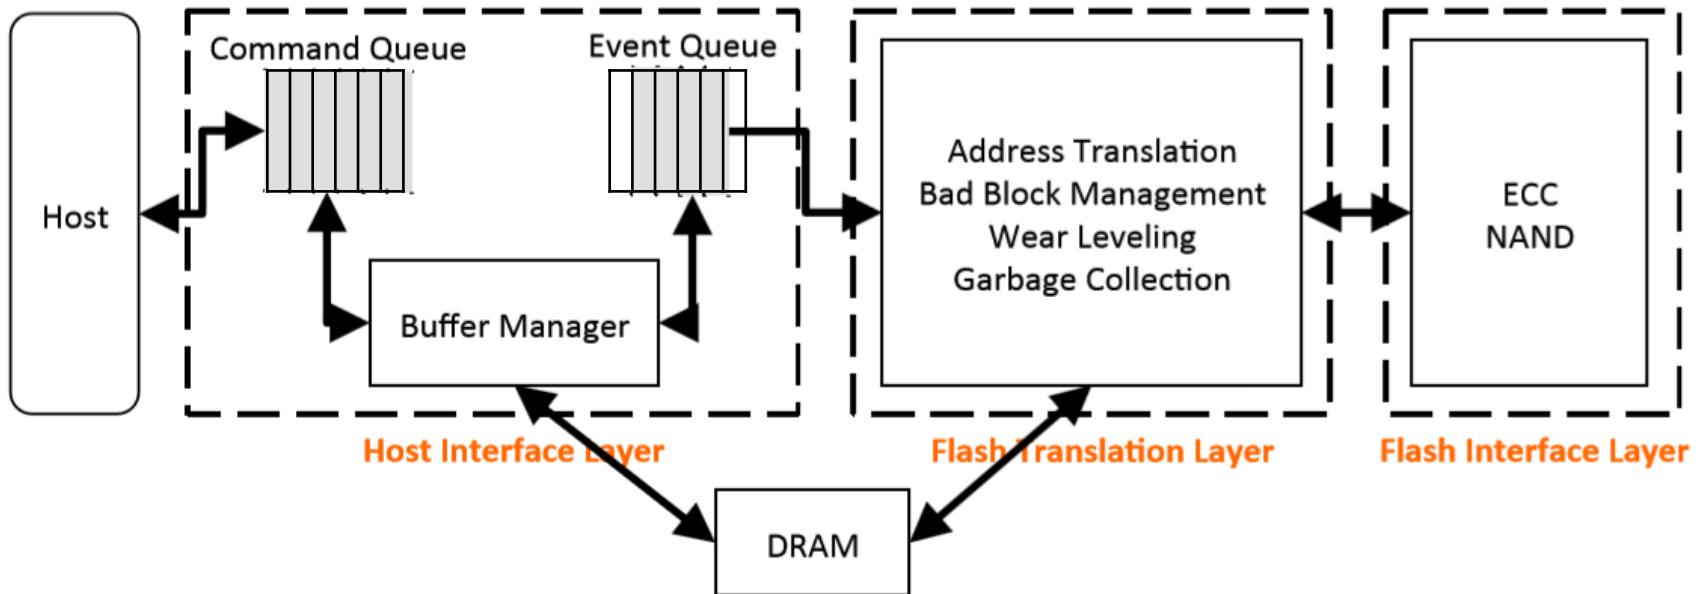 Command Queue
Event Queue
Host
Buffer Manager
Address Translation
Bad Block Management
Wear Leveling
Garbage Collection
ECC
NAND
Host Interface Layer
Flash Translation Layer
Flash Interface Layer
DRAM